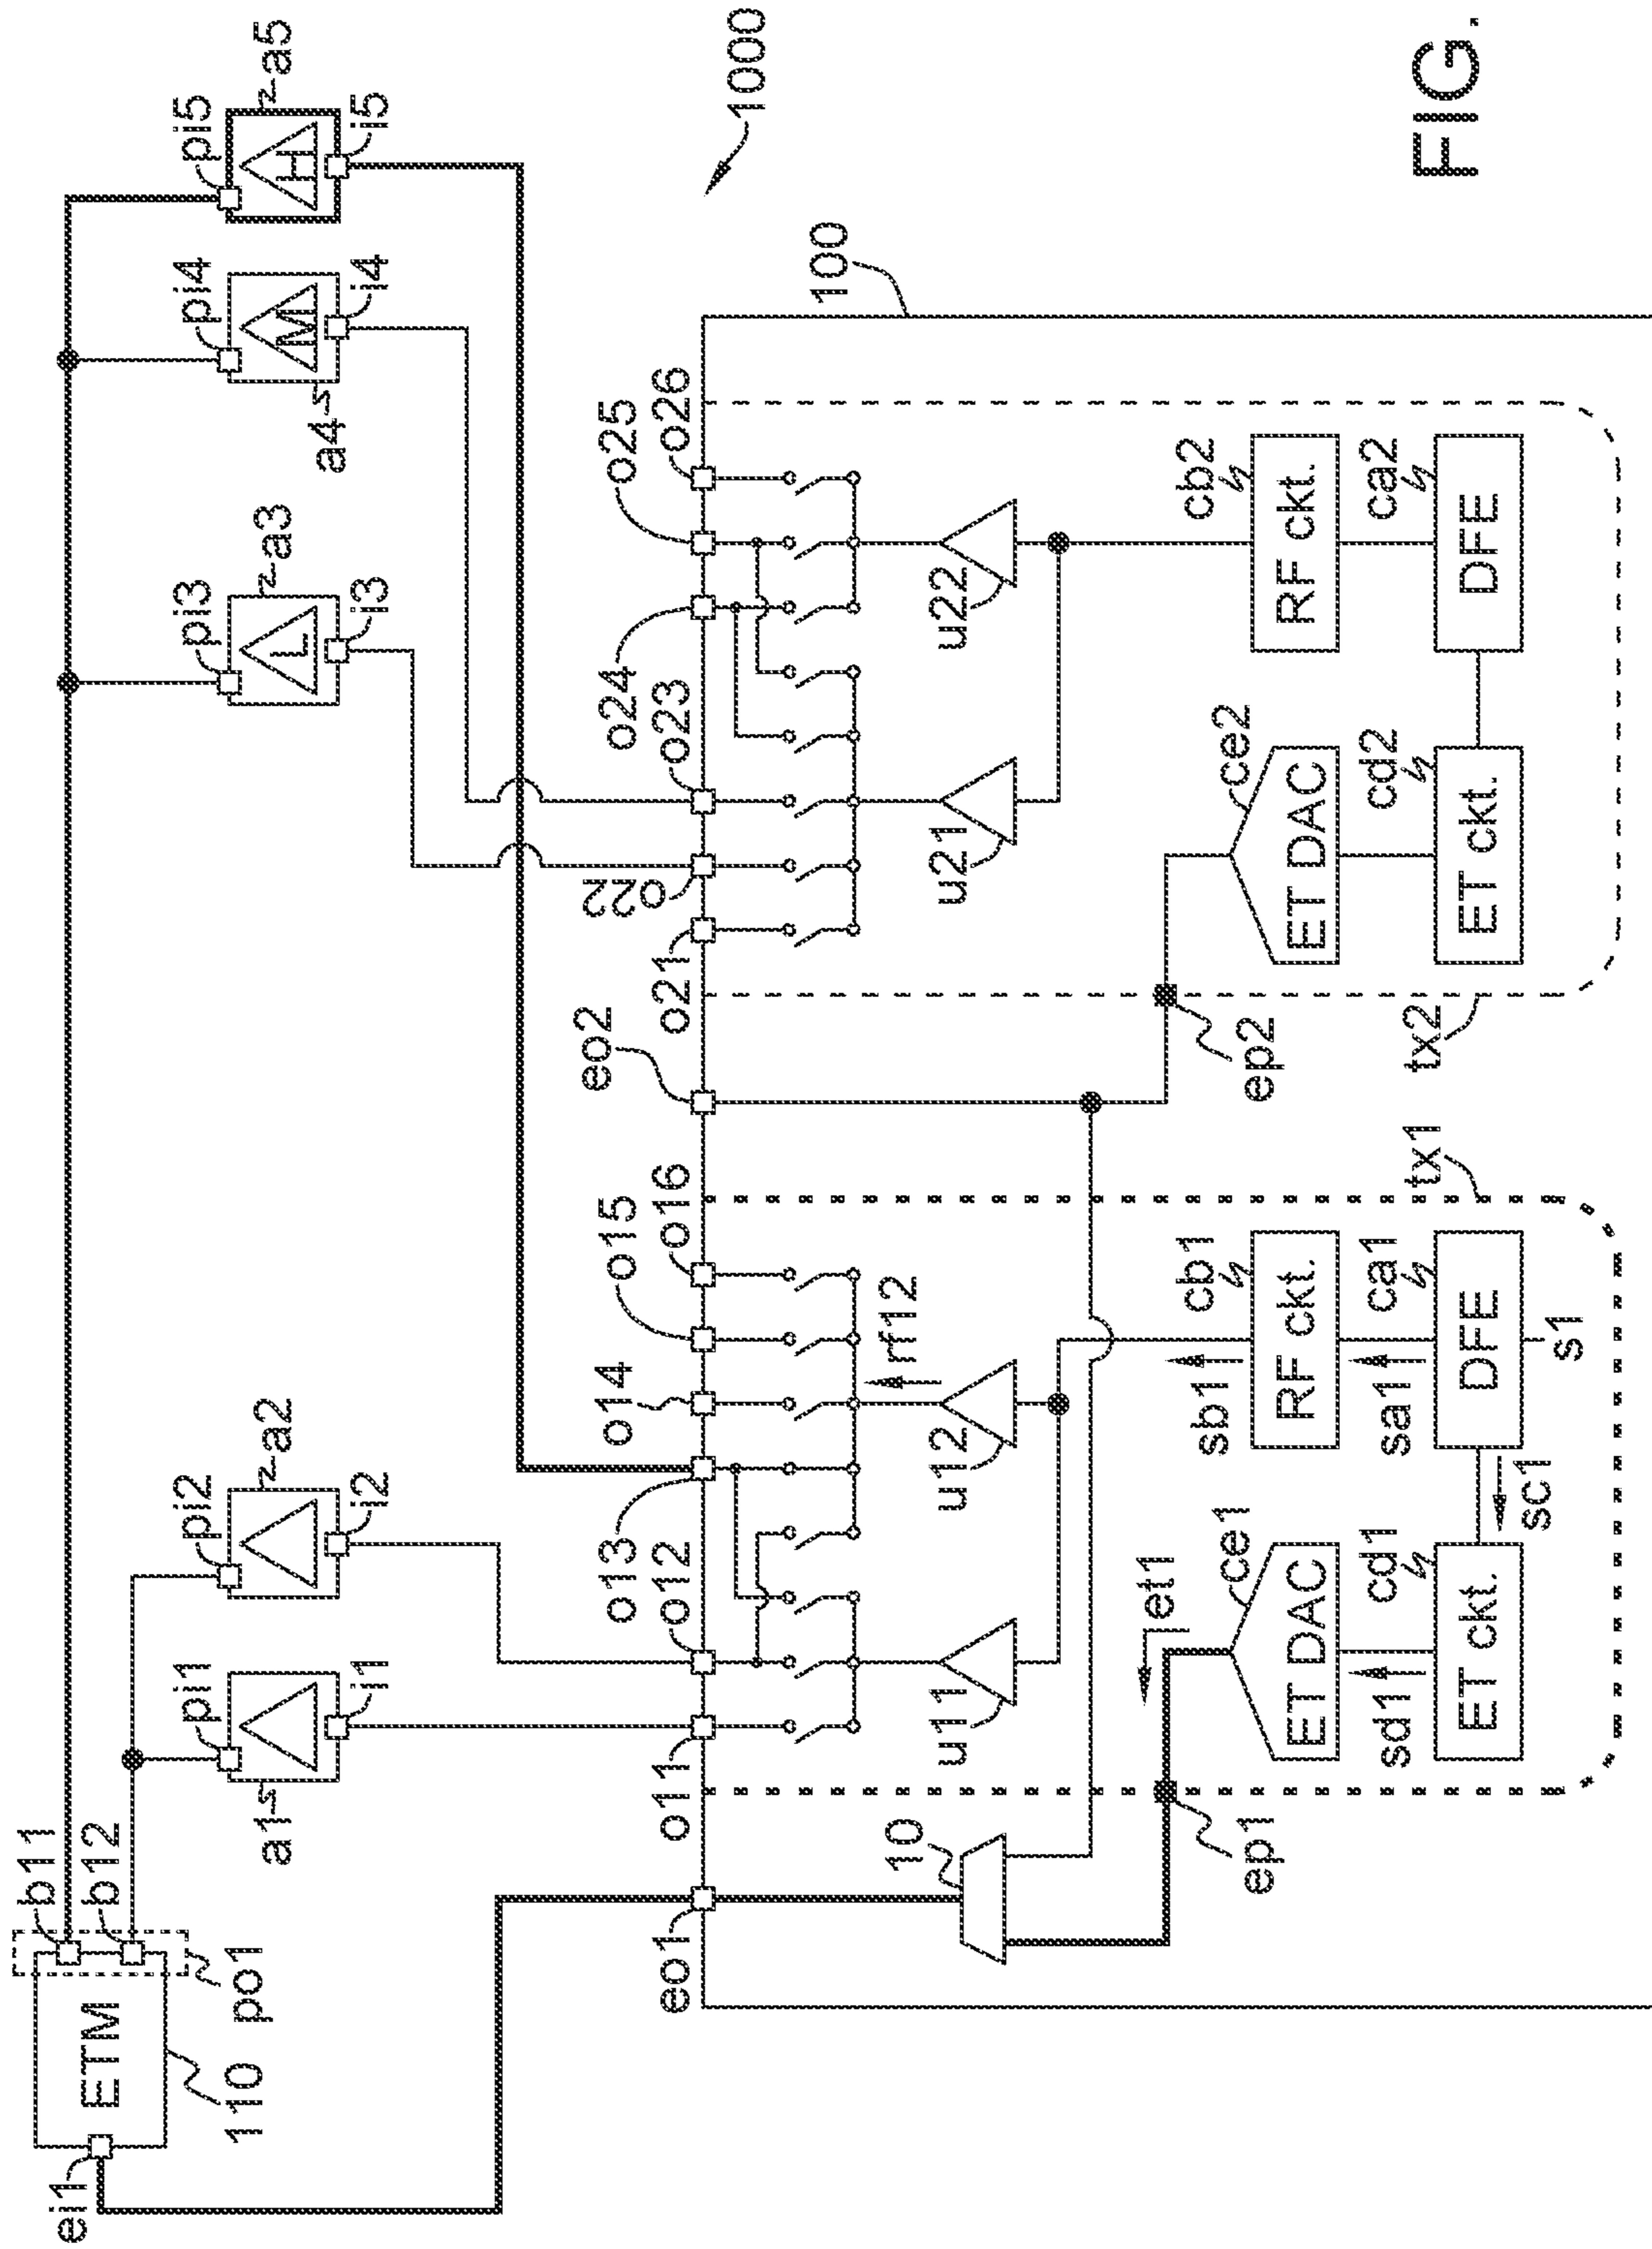 ei1
ETM
110
po1
b11
b12
a1
pi1
i1
a2
pi2
i2
pi3
L
a3
i3
pi4
M
a4
i4
pi5
H
a5
i5
1000
100
eo1
o11
o12
o13
o14
o15
o16
eo2
o21
o22
o23
o24
o25
o26
10
u11
u12
rf12
u21
u22
ep1
et1
ET DAC
ce1
sd1
ET ckt.
cd1
sc1
sb1
RF ckt.
cb1
sa1
DFE
ca1
s1
tx1
ep2
ET DAC
ce2
ET ckt.
cd2
RF ckt.
cb2
DFE
ca2
tx2
FIG.